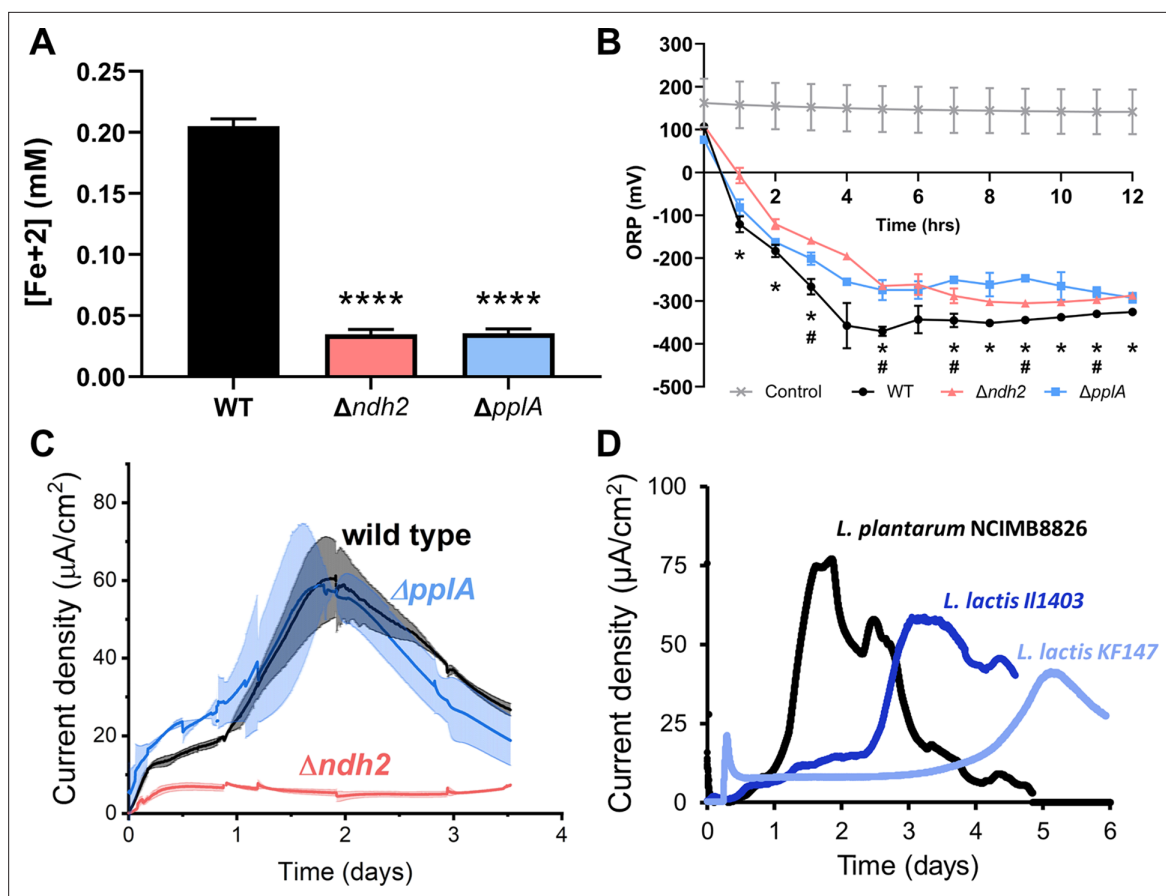 A
[Fe+2] (mM)
0.25
0.20
0.15
0.10
0.05
0.00
****
****
WT
Δndh2
ΔpplA
B
ORP (mV)
200
150
100
100
0
-100
-200
-300
-400
-500
2
4
6
8
10
12
Time (hrs)
*
*
*
#
*
#
*
#
*
*
#
*
*
#
*
Control
WT
Δndh2
ΔpplA
C
Current density (µA/cm²)
80
60
40
20
0
0
1
2
3
4
Time (days)
wild type
ΔpplA
Δndh2
D
Current density (µA/cm²)
100
75
50
25
0
0
1
2
3
4
5
6
Time (days)
L. plantarum NCIMB8826
L. lactis Il1403
L. lactis KF147